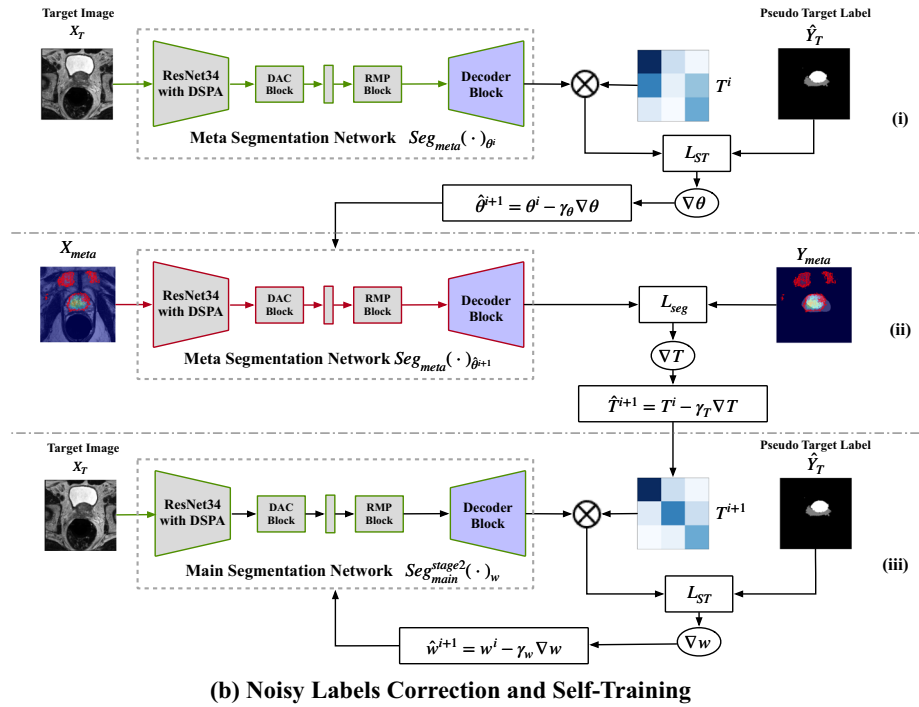 Target Image
X_T
Pseudo Target Label
Ŷ_T
ResNet34
with DSPA
DAC
Block
RMP
Block
Decoder
Block
T^i
(i)
Meta Segmentation Network Seg_meta(·)_θ^i
L_ST
θ̂^{i+1} = θ^i − γ_θ ∇θ
∇θ
X_meta
Y_meta
ResNet34
with DSPA
DAC
Block
RMP
Block
Decoder
Block
L_seg
(ii)
Meta Segmentation Network Seg_meta(·)_θ̂^{i+1}
∇T
T̂^{i+1} = T^i − γ_T ∇T
Target Image
X_T
Pseudo Target Label
Ŷ_T
ResNet34
with DSPA
DAC
Block
RMP
Block
Decoder
Block
T^{i+1}
(iii)
Main Segmentation Network Seg_main^stage2(·)_w
L_ST
ŵ^{i+1} = w^i − γ_w ∇w
∇w
(b) Noisy Labels Correction and Self-Training